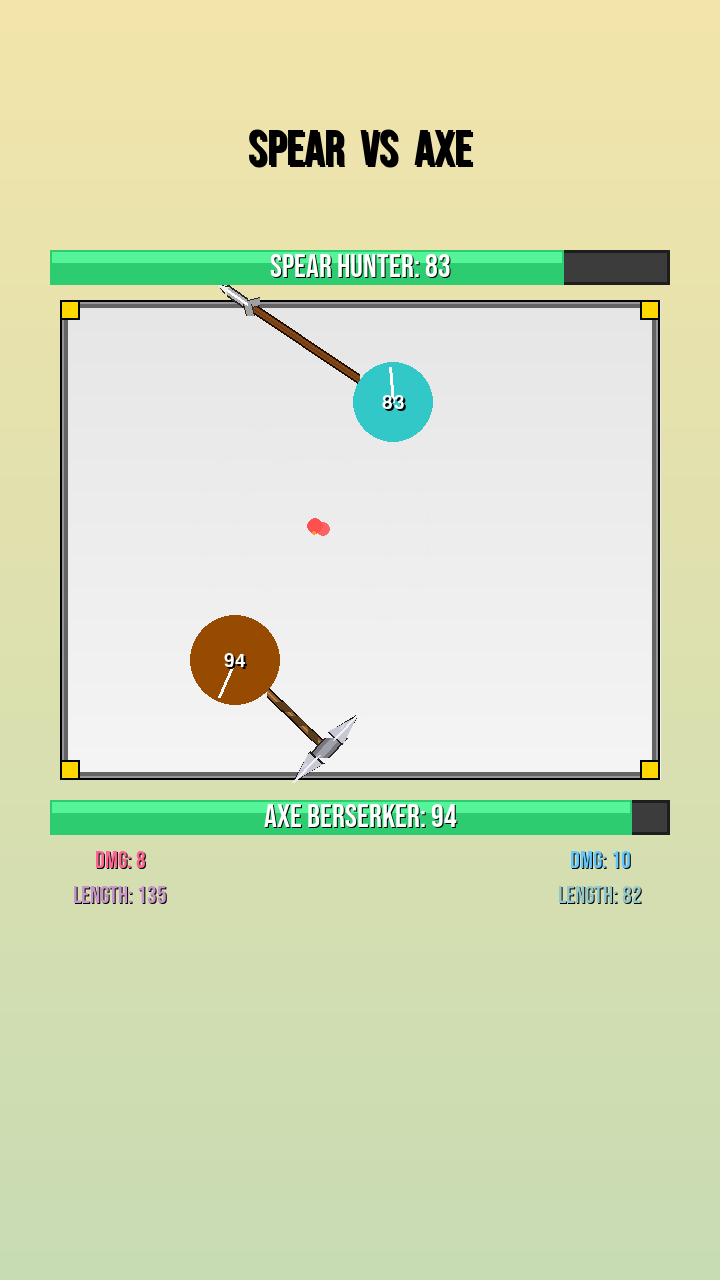 SPEAR VS AXE
SPEAR HUNTER: 83
83
94
AXE BERSERKER: 94
DMG: 8
DMG: 10
LENGTH: 135
LENGTH: 82